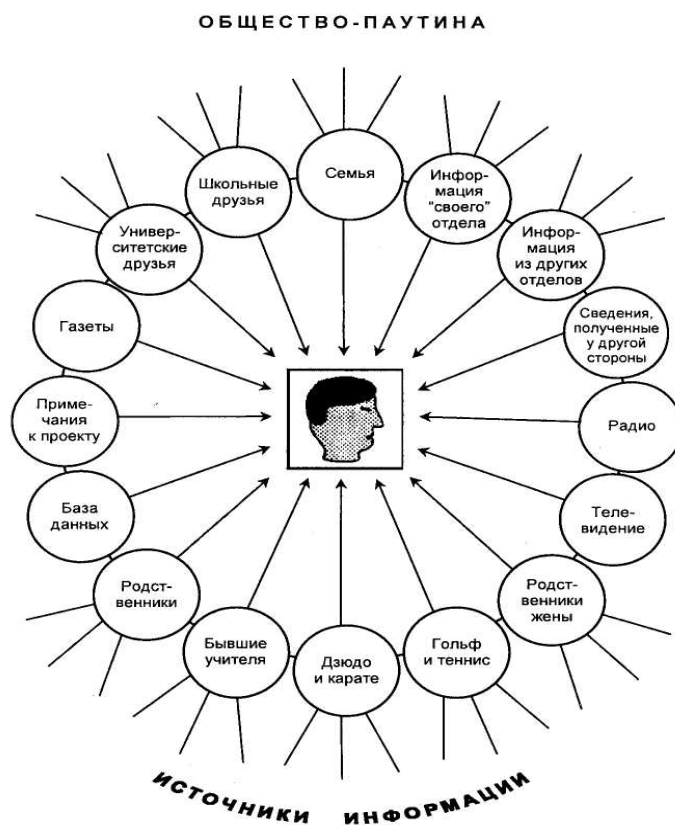 ОБЩЕСТВО-ПАУТИНА
Семья
Инфор-
мация
"своего"
отдела
Инфор-
мация
из других
отделов
Сведения,
полученные
у другой
стороны
Радио
Теле-
видение
Родст-
венники
жены
Гольф
и теннис
Дзюдо
и карате
Бывшие
учителя
Родст-
венники
База
данных
Приме-
чания
к проекту
Газеты
Универ-
ситетские
друзья
Школьные
друзья
ИСТОЧНИКИ ИНФОРМАЦИИ